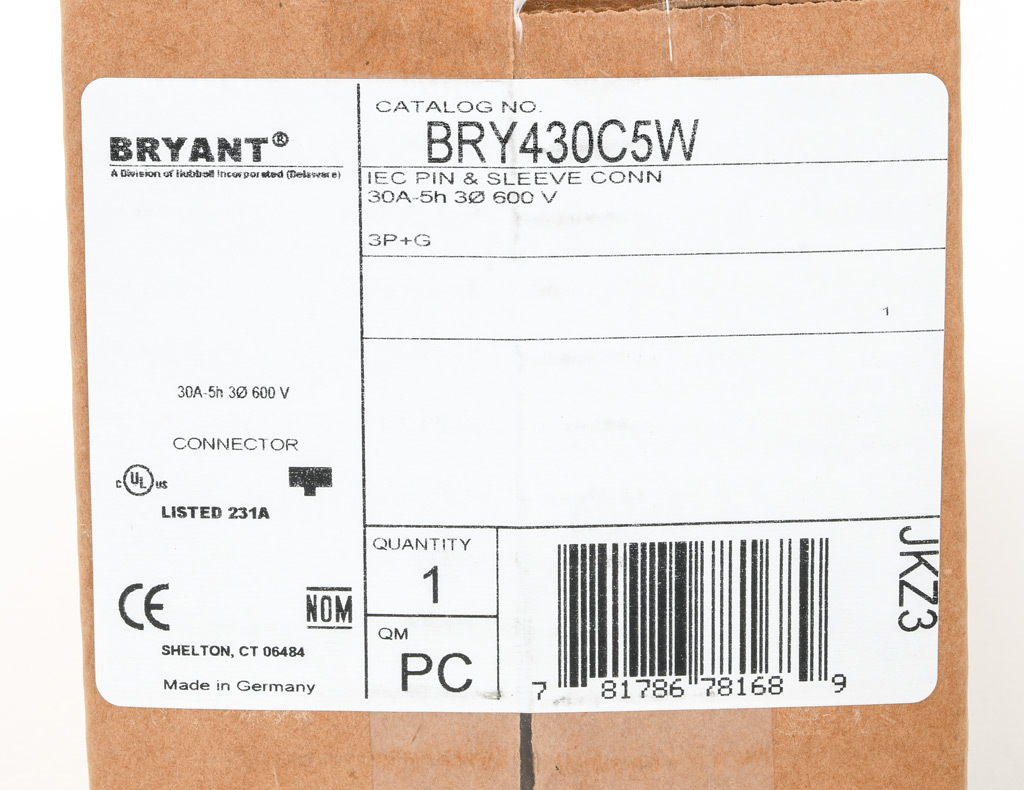 BRYANT®
A Division of Hubbell Incorporated (Delaware)
CATALOG NO.
BRY430C5W
IEC PIN & SLEEVE CONN
30A-5h 3Ø 600 V
3P+G
1
30A-5h 3Ø 600 V
CONNECTOR
c UL us
LISTED 231A
CE
NOM
SHELTON, CT 06484
Made in Germany
QUANTITY
1
QM
PC
7 81786 78168 9
JKZ3